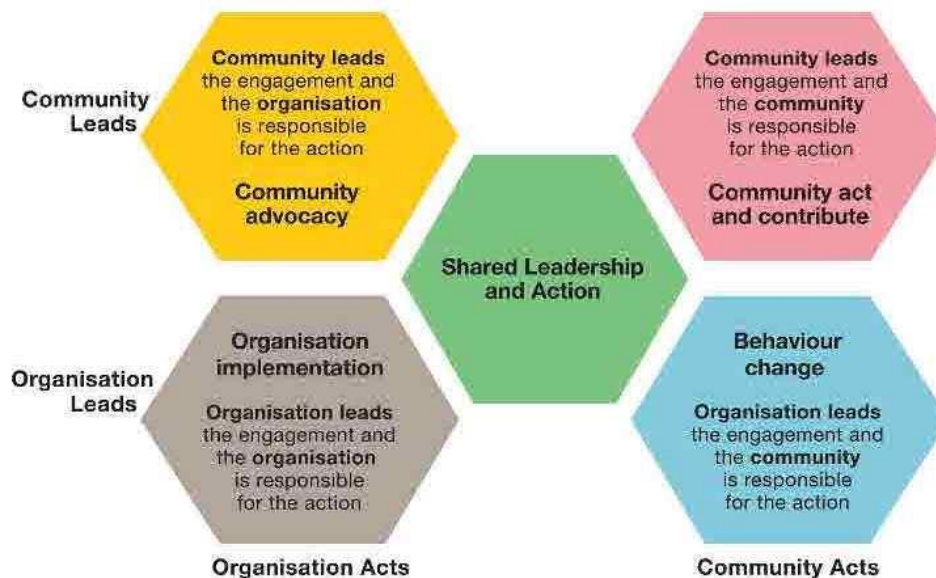 Community
Leads
Community leads
the engagement and
the organisation
is responsible
for the action
Community
advocacy
Community leads
the engagement and
the community
is responsible
for the action
Community act
and contribute
Shared Leadership
and Action
Organisation
Leads
Organisation
implementation
Organisation leads
the engagement and
the organisation
is responsible
for the action
Behaviour
change
Organisation leads
the engagement and
the community
is responsible
for the action
Organisation Acts
Community Acts